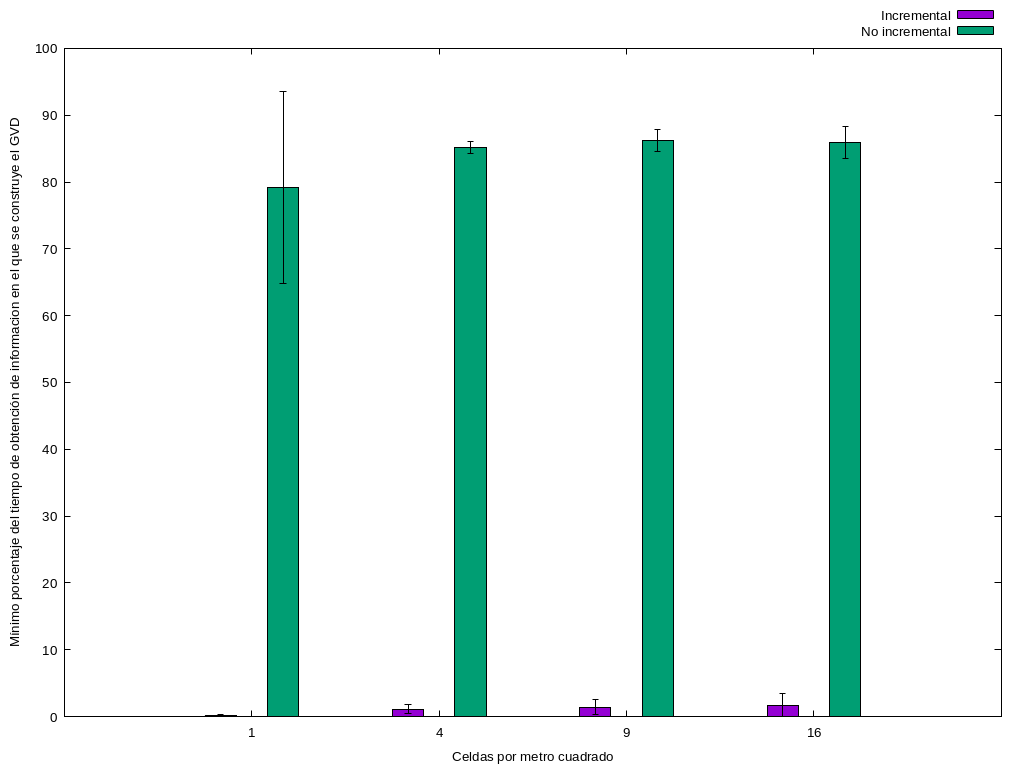 Incremental
No incremental
100
90
80
70
60
50
40
30
20
10
0
Mínimo porcentaje del tiempo de obtención de informacion en el que se construye el GVD
1 4 9 16
Celdas por metro cuadrado